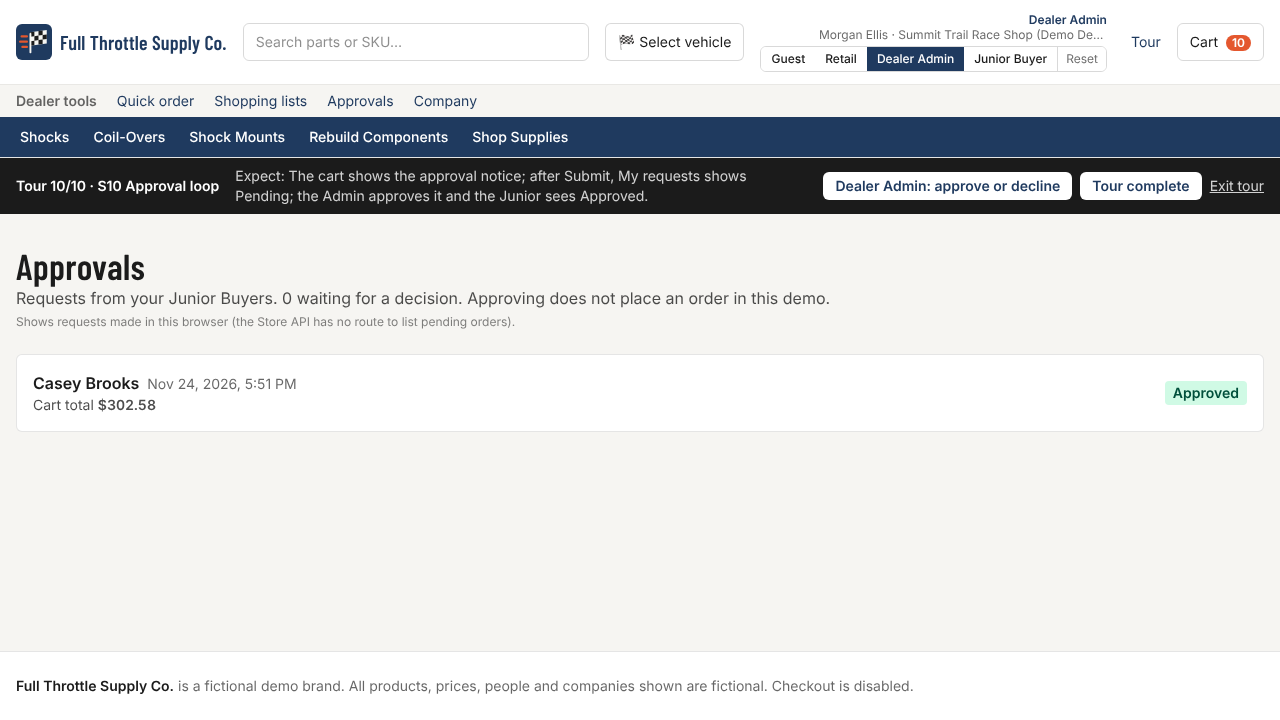 Full Throttle Supply Co.
Search parts or SKU...
Select vehicle
Dealer Admin
Morgan Ellis · Summit Trail Race Shop (Demo De...
Guest Retail Dealer Admin Junior Buyer Reset
Tour
Cart 10
Dealer tools Quick order Shopping lists Approvals Company
Shocks Coil-Overs Shock Mounts Rebuild Components Shop Supplies
Tour 10/10 · S10 Approval loop
Expect: The cart shows the approval notice; after Submit, My requests shows
Pending; the Admin approves it and the Junior sees Approved.
Dealer Admin: approve or decline Tour complete Exit tour
Approvals
Requests from your Junior Buyers. 0 waiting for a decision. Approving does not place an order in this demo.
Shows requests made in this browser (the Store API has no route to list pending orders).
Casey Brooks Nov 24, 2026, 5:51 PM
Cart total $302.58
Approved
Full Throttle Supply Co. is a fictional demo brand. All products, prices, people and companies shown are fictional. Checkout is disabled.